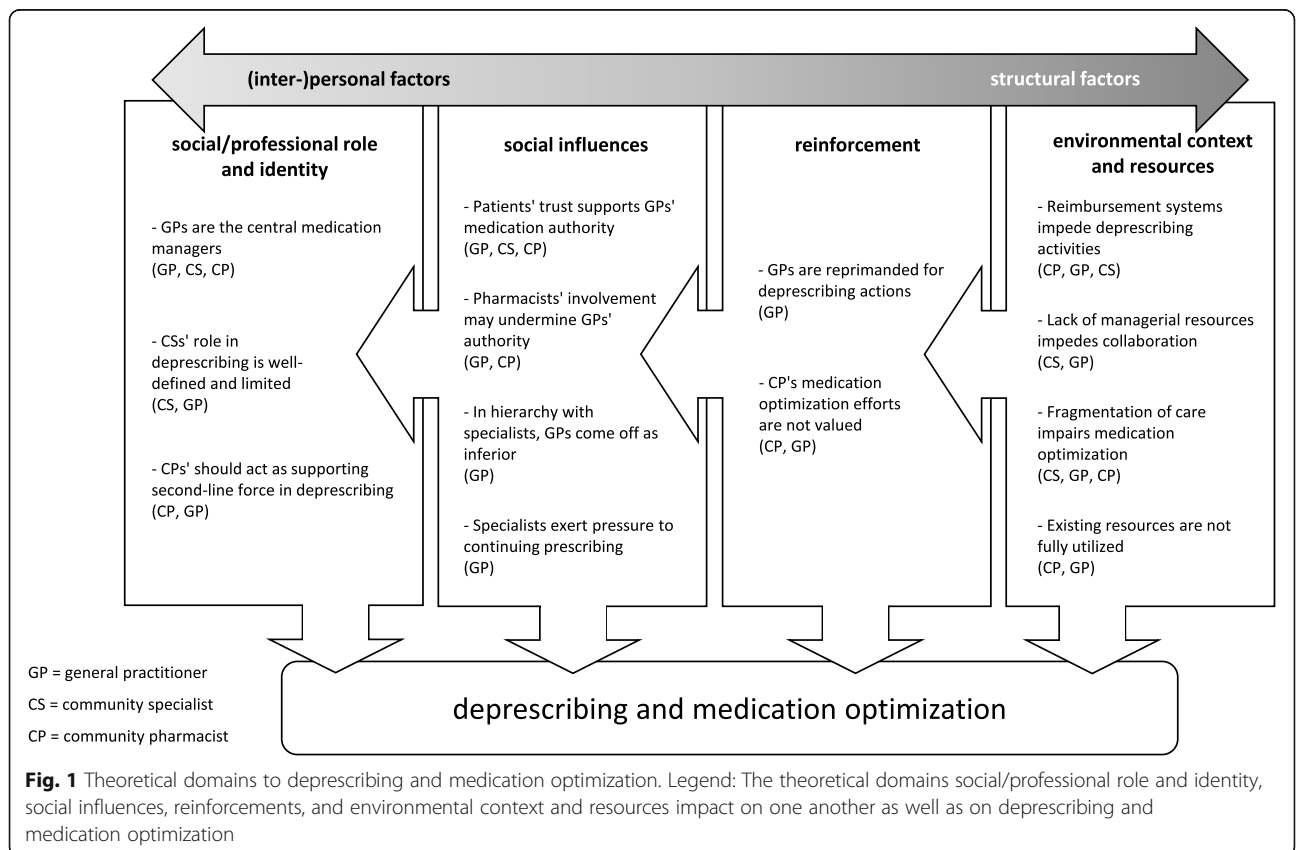 (inter-)personal factors
structural factors
social/professional role
and identity
- GPs are the central medication
managers
(GP, CS, CP)
- CSs' role in
deprescribing is well-
defined and limited
(CS, GP)
- CPs' should act as supporting
second-line force in deprescribing
(CP, GP)
social influences
- Patients' trust supports GPs'
medication authority
(GP, CS, CP)
- Pharmacists' involvement
may undermine GPs'
authority
(GP, CP)
- In hierarchy with
specialists, GPs come off as
inferior
(GP)
- Specialists exert pressure to
continuing prescribing
(GP)
reinforcement
- GPs are reprimanded for
deprescribing actions
(GP)
- CP's medication
optimization efforts
are not valued
(CP, GP)
environmental context
and resources
- Reimbursement systems
impede deprescribing
activities
(CP, GP, CS)
- Lack of managerial resources
impedes collaboration
(CS, GP)
- Fragmentation of care
impairs medication
optimization
(CS, GP, CP)
- Existing resources are not
fully utilized
(CP, GP)
GP = general practitioner
CS = community specialist
CP = community pharmacist
deprescribing and medication optimization
Fig. 1 Theoretical domains to deprescribing and medication optimization. Legend: The theoretical domains social/professional role and identity,
social influences, reinforcements, and environmental context and resources impact on one another as well as on deprescribing and
medication optimization